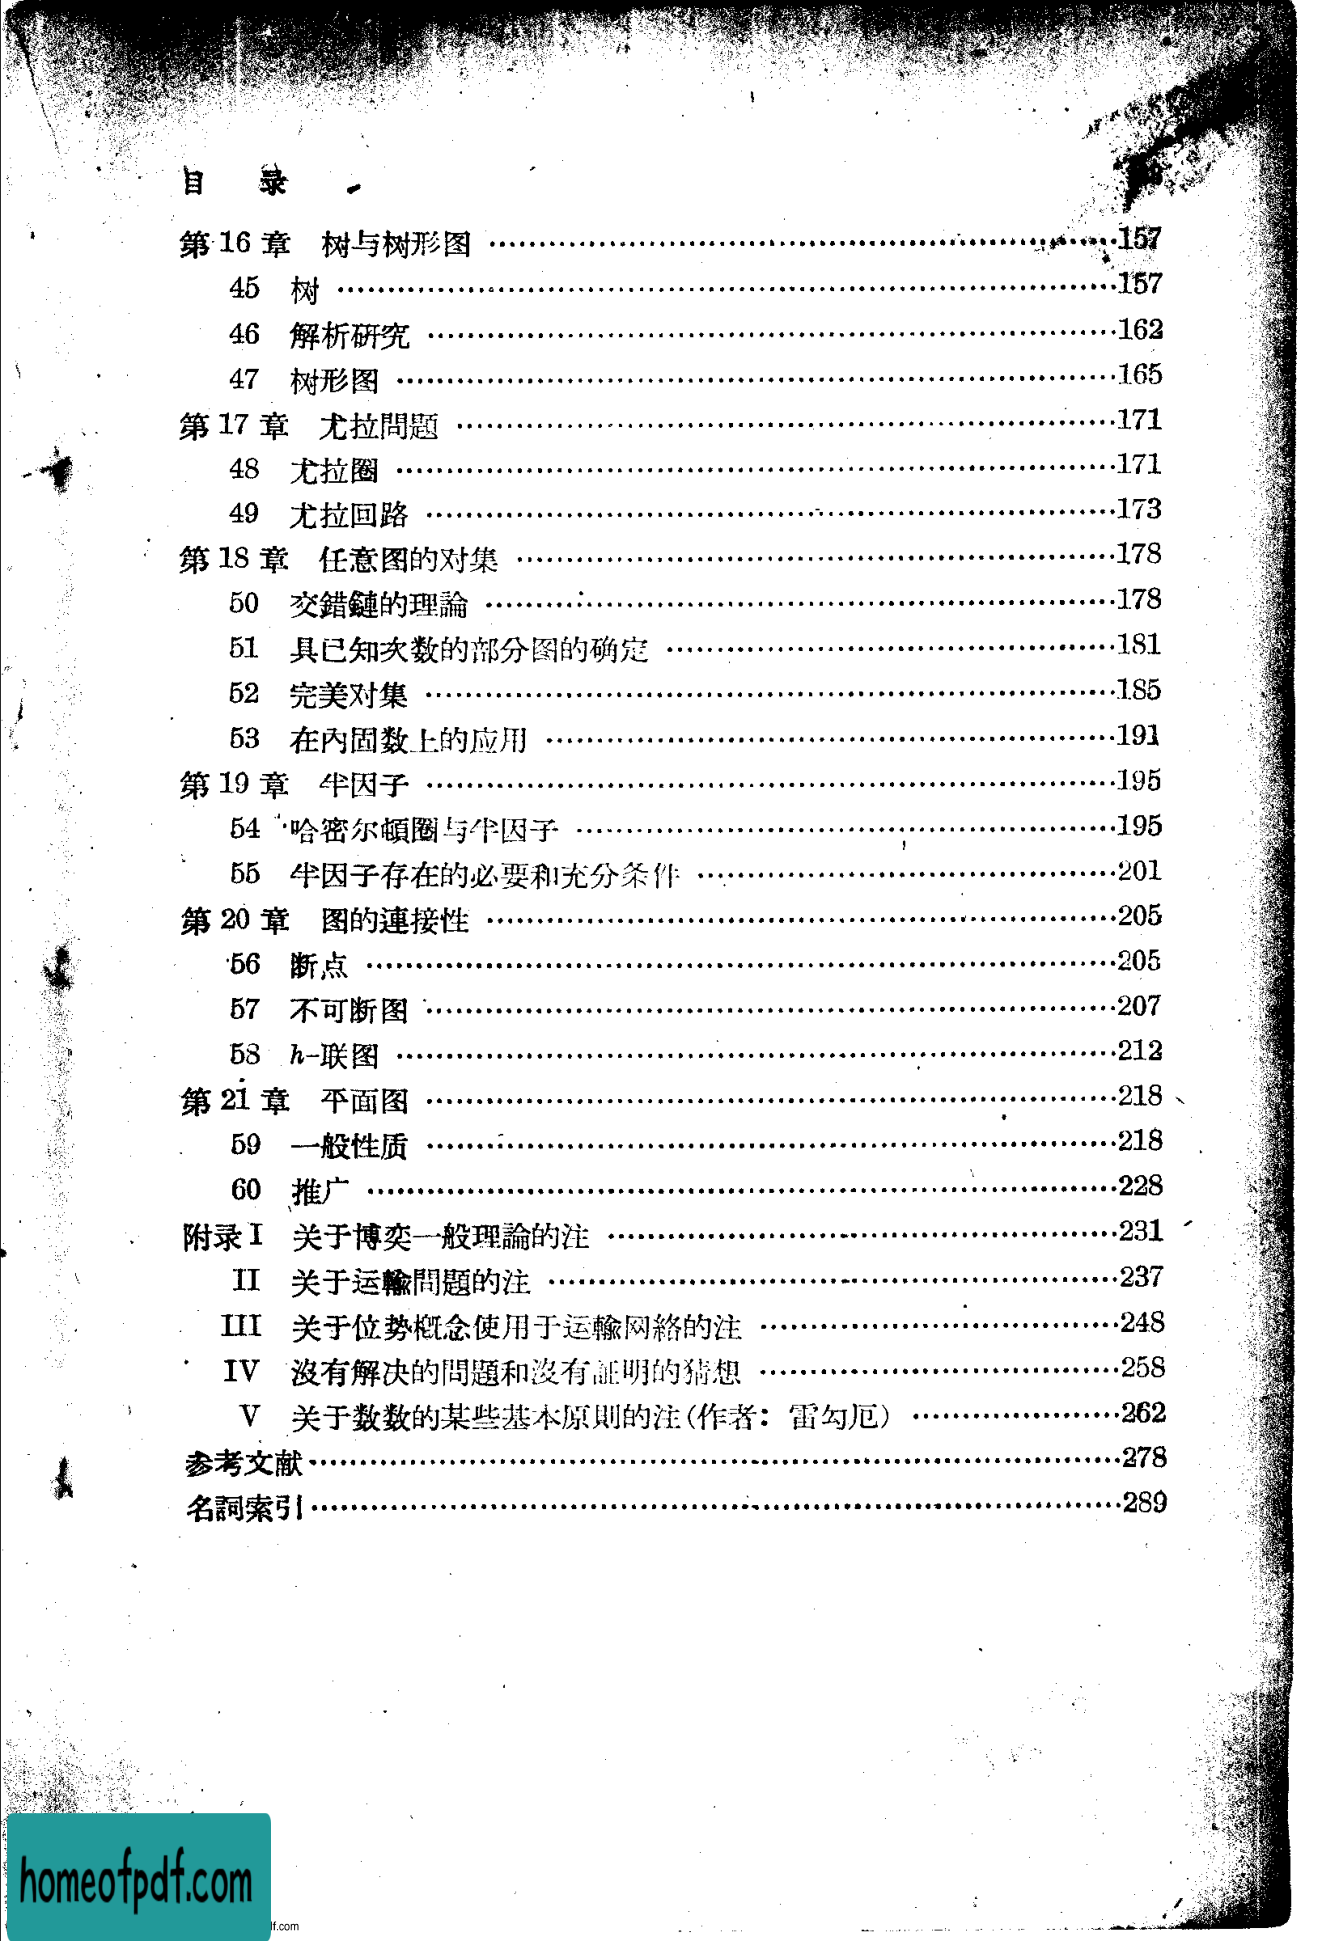 目 录
第 16 章 树与树形图 157
45 树 157
46 解析研究 162
47 树形图 165
第 17 章 尤拉問題 171
48 尤拉圈 171
49 尤拉回路 173
第 18 章 任意图的对集 178
50 交錯鏈的理論 178
51 具已知次数的部分图的确定 181
52 完美对集 185
53 在內固数上的应用 191
第 19 章 半因子 195
54 哈密尔頓圈与半因子 195
55 半因子存在的必要和充分条件 201
第 20 章 图的連接性 205
56 断点 205
57 不可断图 207
58 h-联图 212
第 21 章 平面图 218
59 一般性质 218
60 推广 228
附录 I 关于博奕一般理論的注 231
II 关于运輸問題的注 237
III 关于位势概念使用于运輸网絡的注 248
IV 沒有解决的問題和沒有証明的猜想 258
V 关于数数的某些基本原則的注(作者: 雷勾厄) 262
参考文献 278
名詞索引 289
homeofpdf.com
lf.com